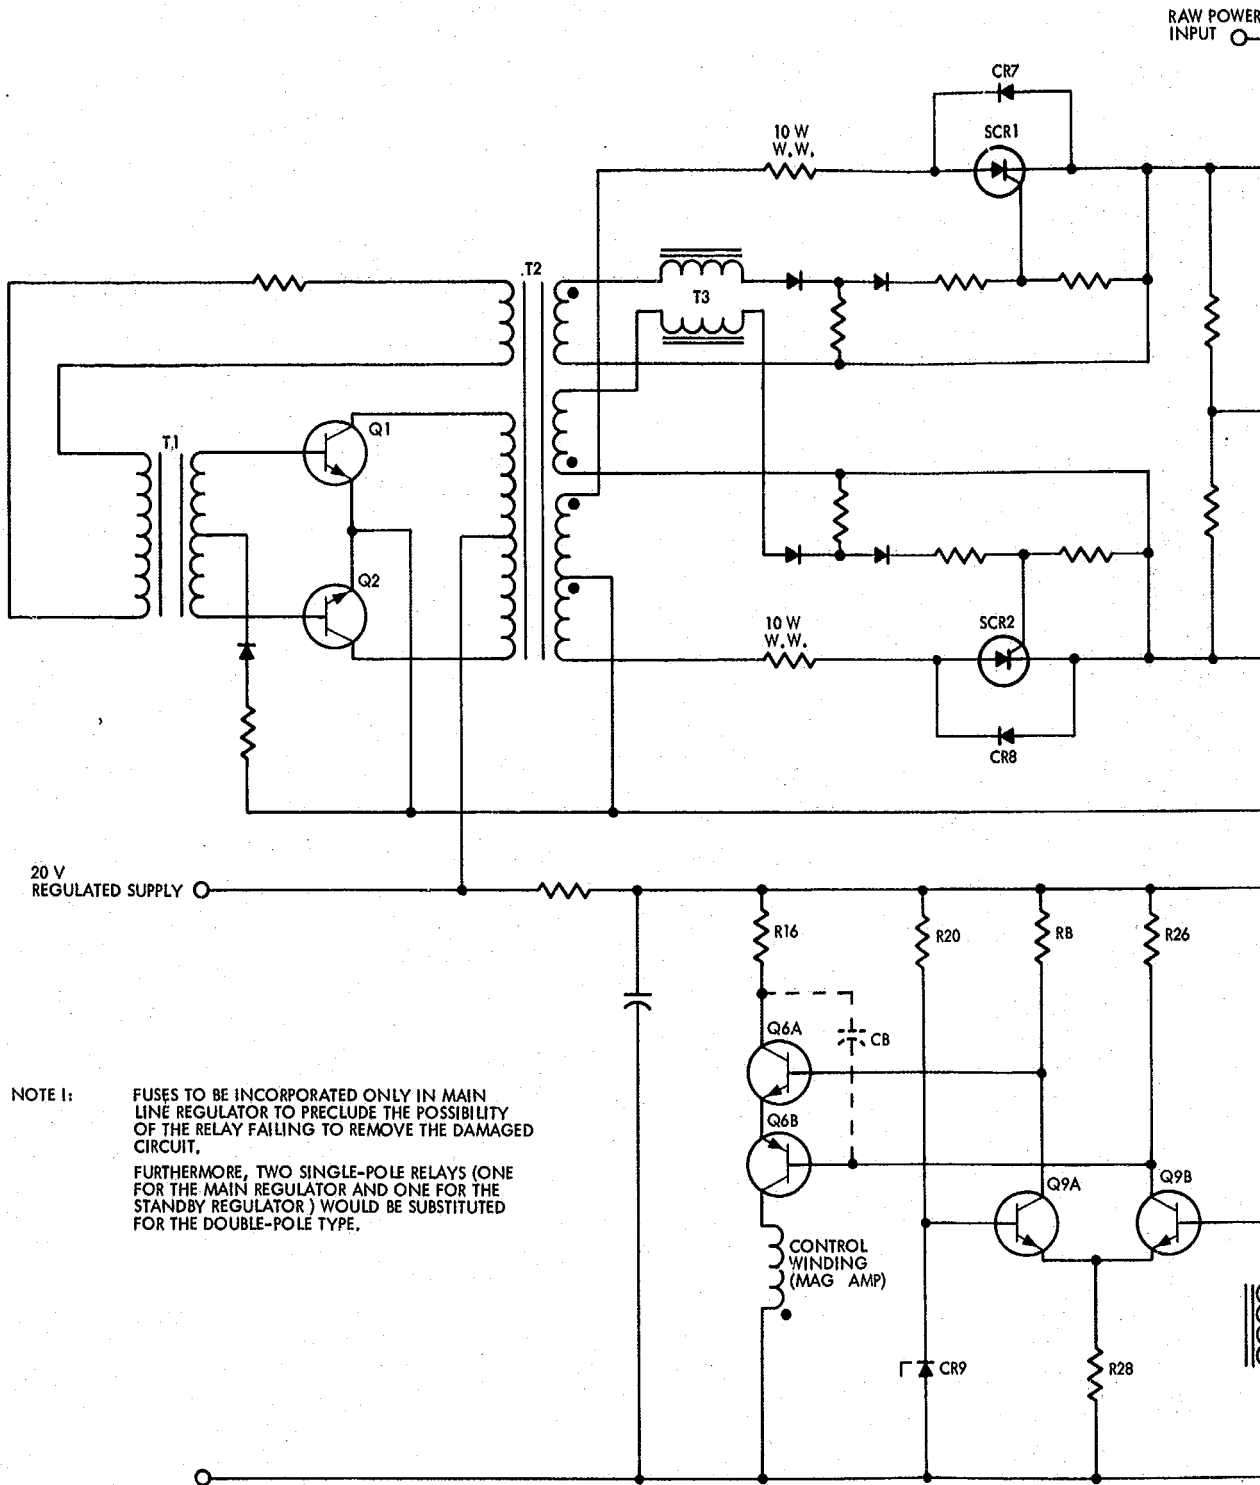 RAW POWER
INPUT
CR7
10 W
W.W.
SCR1
T2
T3
T1
Q1
Q2
10 W
W.W.
SCR2
CR8
20 V
REGULATED SUPPLY
R16
R20
RB
R26
Q6A
CB
Q6B
Q9A
Q9B
CONTROL
WINDING
(MAG AMP)
CR9
R28
NOTE 1:
FUSES TO BE INCORPORATED ONLY IN MAIN
LINE REGULATOR TO PRECLUDE THE POSSIBILITY
OF THE RELAY FAILING TO REMOVE THE DAMAGED
CIRCUIT.
FURTHERMORE, TWO SINGLE-POLE RELAYS (ONE
FOR THE MAIN REGULATOR AND ONE FOR THE
STANDBY REGULATOR) WOULD BE SUBSTITUTED
FOR THE DOUBLE-POLE TYPE.